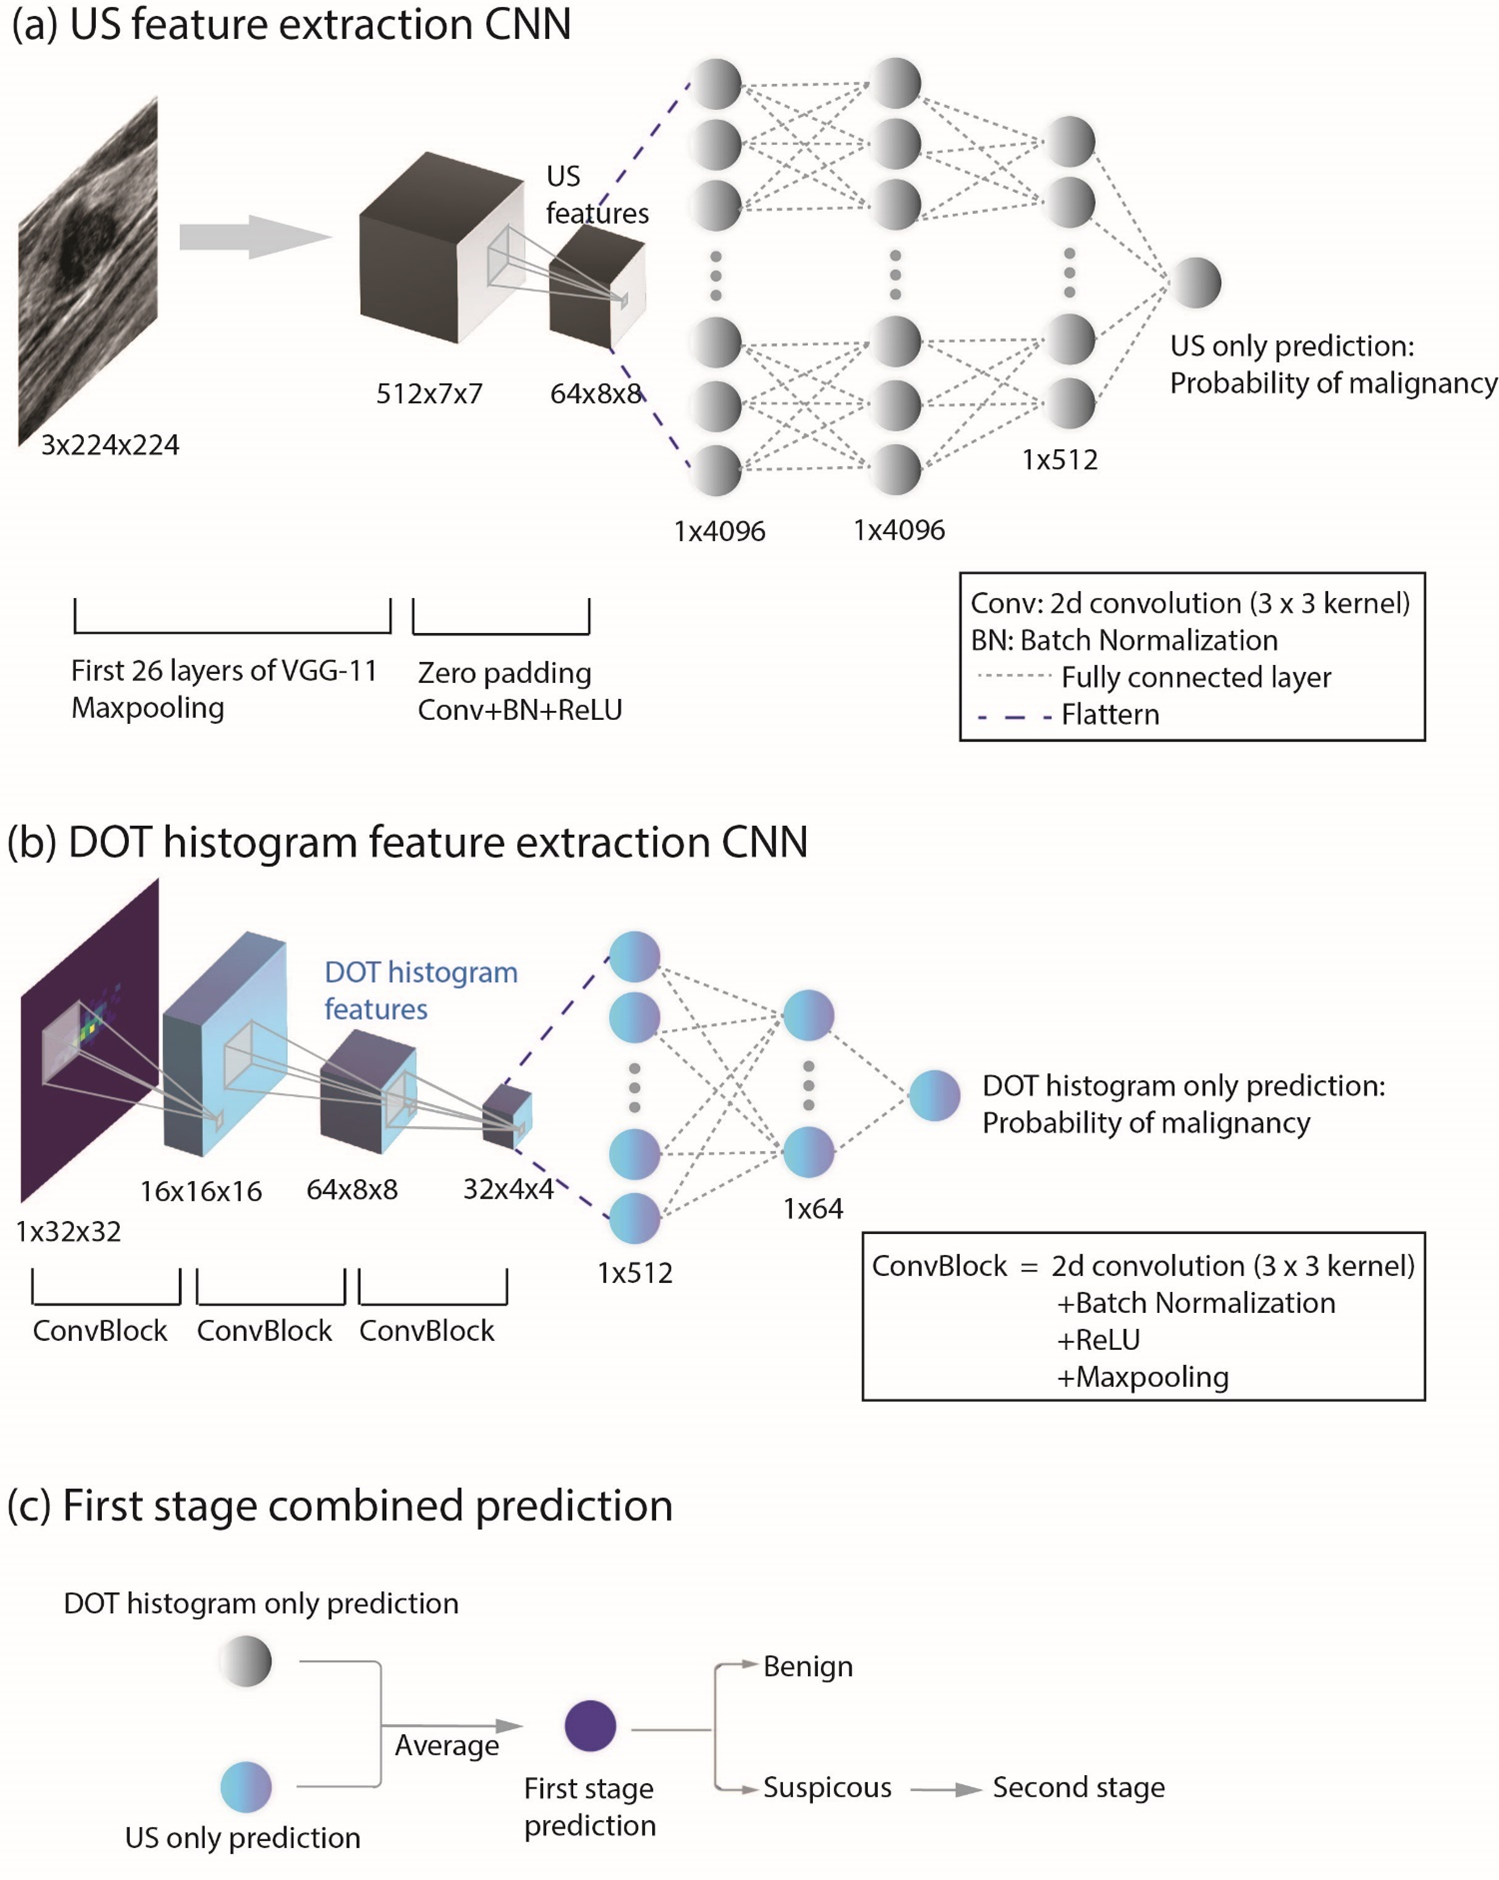 (a) US feature extraction CNN
US
features
3x224x224
512x7x7
64x8x8
1x4096
1x4096
1x512
US only prediction:
Probability of malignancy
First 26 layers of VGG-11
Maxpooling
Zero padding
Conv+BN+ReLU
Conv: 2d convolution (3 x 3 kernel)
BN: Batch Normalization
Fully connected layer
Flattern
(b) DOT histogram feature extraction CNN
DOT histogram
features
1x32x32
16x16x16
64x8x8
32x4x4
1x512
1x64
DOT histogram only prediction:
Probability of malignancy
ConvBlock
ConvBlock
ConvBlock
ConvBlock = 2d convolution (3 x 3 kernel)
+Batch Normalization
+ReLU
+Maxpooling
(c) First stage combined prediction
DOT histogram only prediction
US only prediction
Average
First stage
prediction
Benign
Suspicous
Second stage